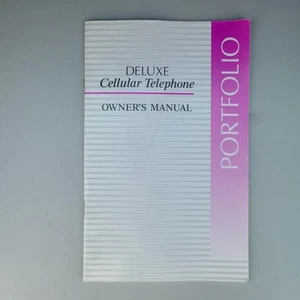 DELUXE
Cellular Telephone
OWNER'S MANUAL
PORTFOLIO